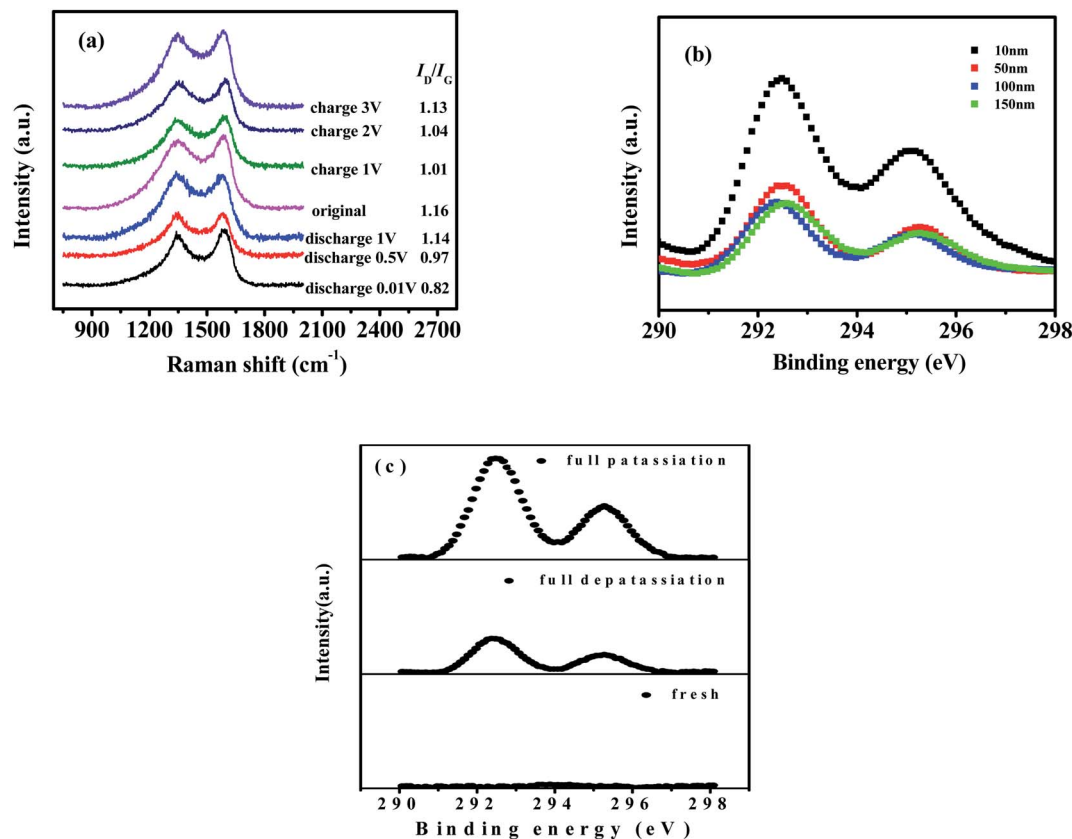 (a)
I_D/I_G
charge 3V 1.13
charge 2V 1.04
charge 1V 1.01
original 1.16
discharge 1V 1.14
discharge 0.5V 0.97
discharge 0.01V 0.82
Intensity (a.u.)
900 1200 1500 1800 2100 2400 2700
Raman shift (cm⁻¹)
(b)
10nm
50nm
100nm
150nm
Intensity (a.u.)
290 292 294 296 298
Binding energy (eV)
(c)
full patassiation
full depatassiation
fresh
Intensity(a.u.)
290 292 294 296 298
Binding energy (eV)